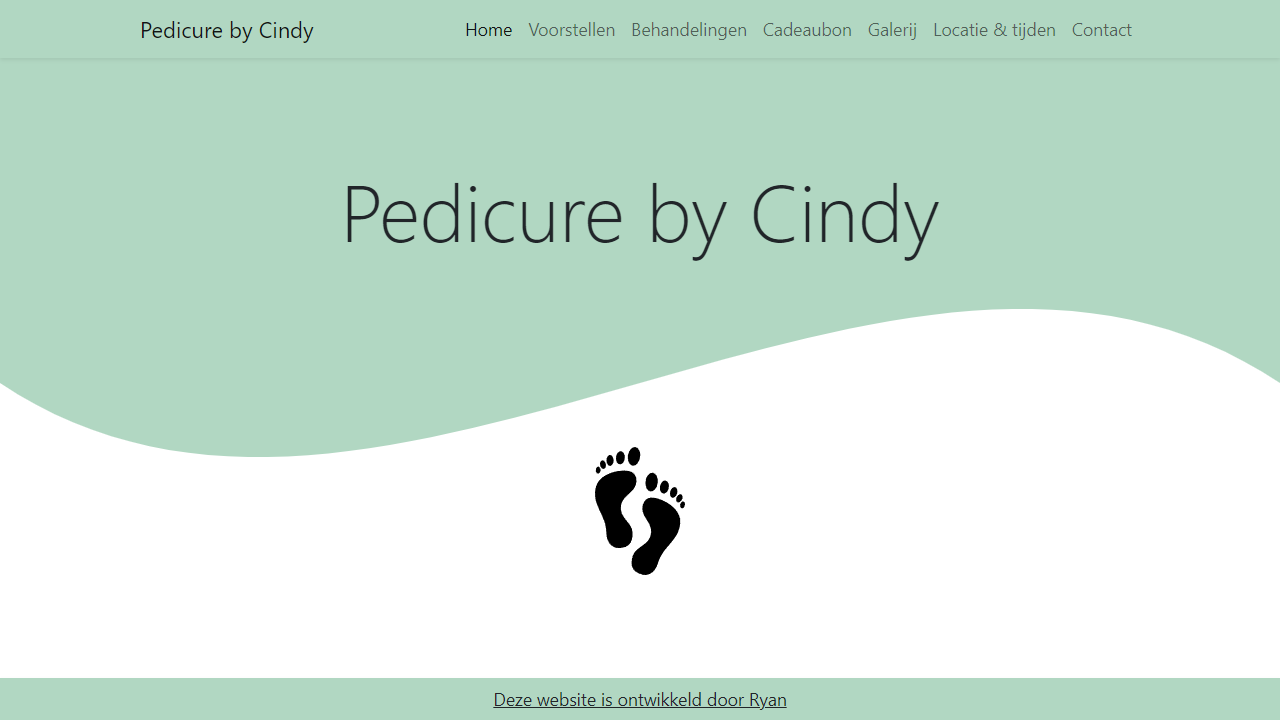 Pedicure by Cindy
Home Voorstellen Behandelingen Cadeaubon Galerij Locatie & tijden Contact
Pedicure by Cindy
Deze website is ontwikkeld door Ryan